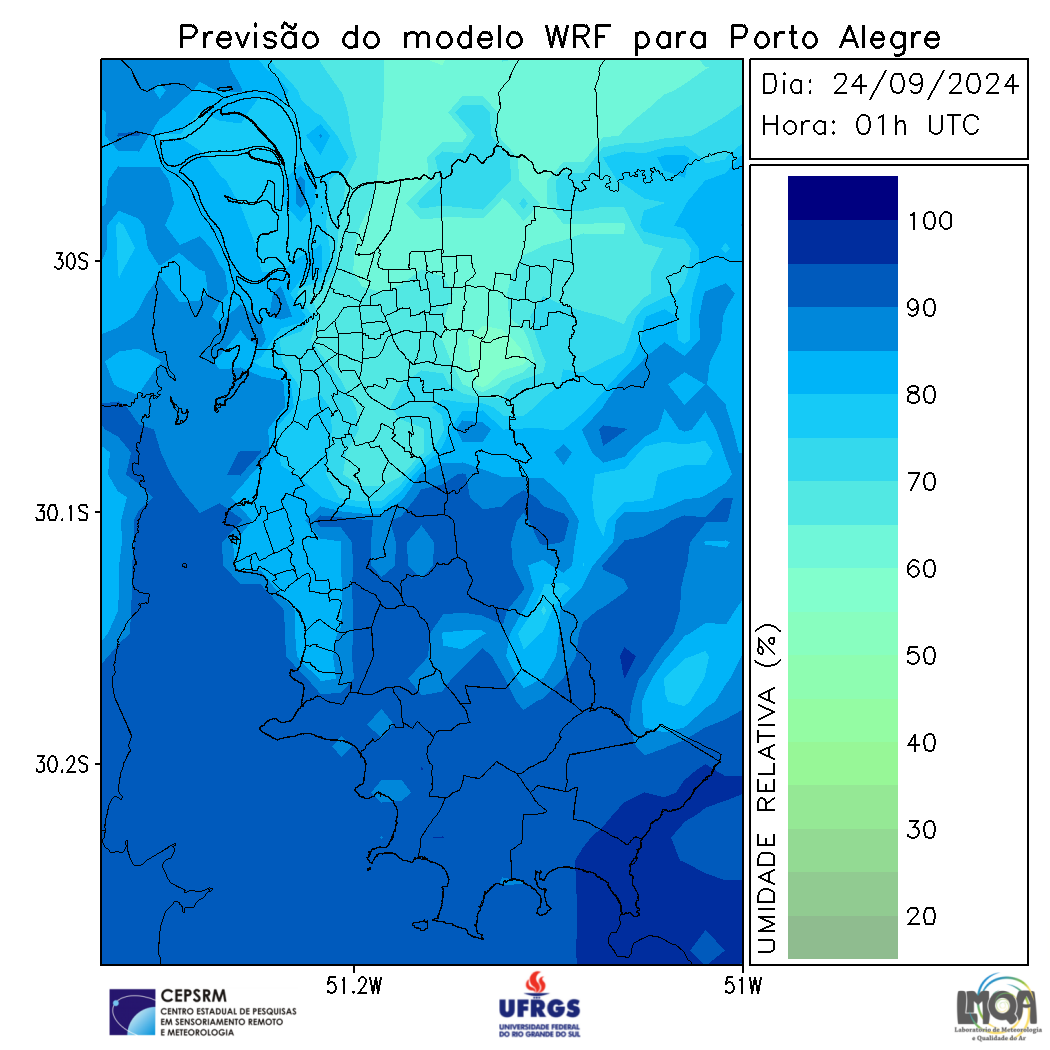 Previsão do modelo WRF para Porto Alegre
Dia: 24/09/2024
Hora: 01h UTC
30S
30.1S
30.2S
51.2W
51W
UMIDADE RELATIVA (%)
100
90
80
70
60
50
40
30
20
CEPSRM
CENTRO ESTADUAL DE PESQUISAS
EM SENSORIAMENTO REMOTO
E METEOROLOGIA
UFRGS
UNIVERSIDADE FEDERAL
DO RIO GRANDE DO SUL
LMQA
Laboratório de Meteorologia
e Qualidade do Ar